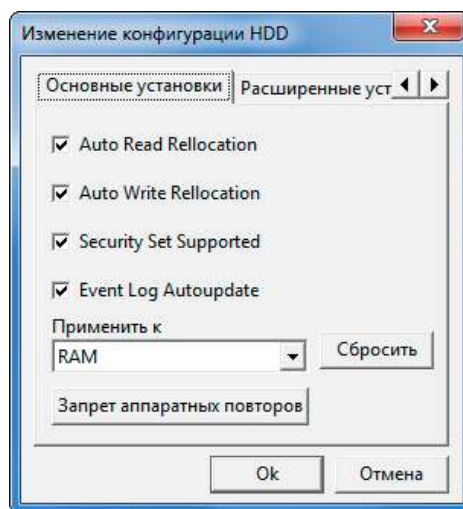 Изменение конфигурации HDD
Основные установки Расширенные уст
Auto Read Rellocation
Auto Write Rellocation
Security Set Supported
Event Log Autoupdate
Применить к
RAM Сбросить
Запрет аппаратных повторов
Ok Отмена